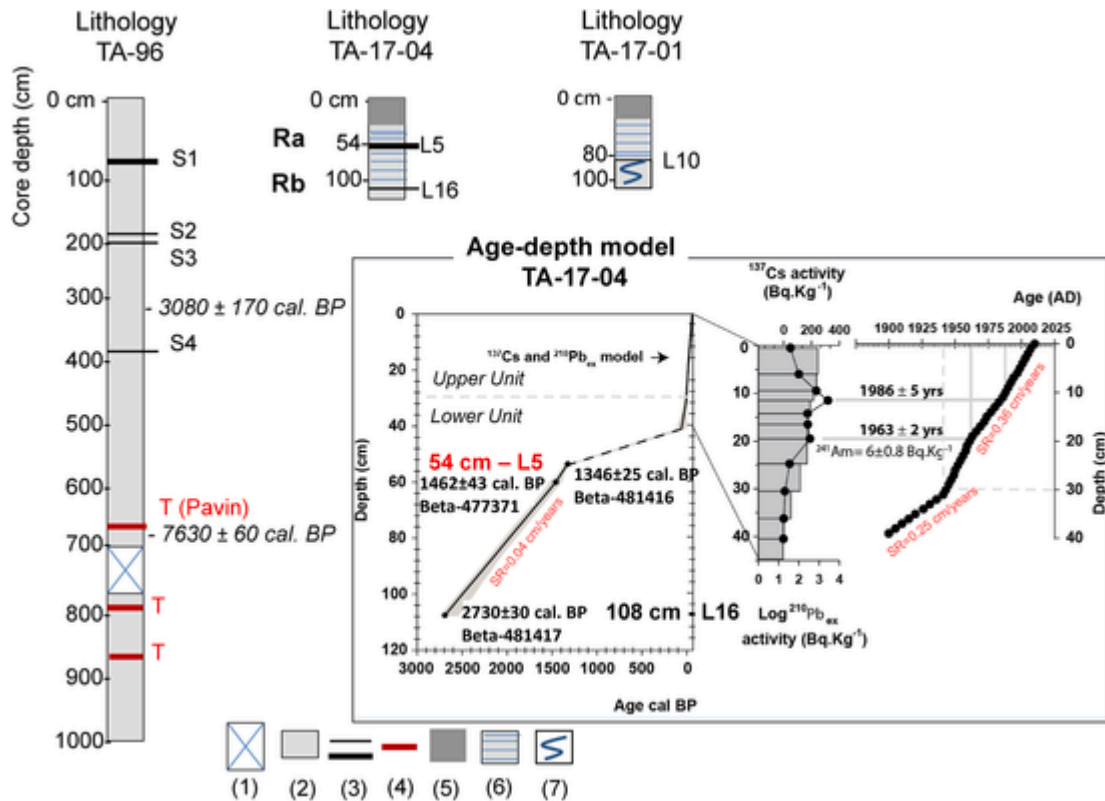 Lithology
TA-96
Lithology
TA-17-04
Lithology
TA-17-01
Core depth (cm)
0 cm
100
200
300
400
500
600
700
800
900
1000
S1
S2
S3
3080 ± 170 cal. BP
S4
T (Pavin)
7630 ± 60 cal. BP
T
T
0 cm
Ra
54
L5
Rb
100
L16
0 cm
80
L10
100
Age-depth model
TA-17-04
0
20
40
60
80
100
120
Depth (cm)
3000 2500 2000 1500 1000 500 0
Age cal BP
¹³⁷Cs and ²¹⁰Pbₑₓ model →
Upper Unit
Lower Unit
54 cm – L5
1462±43 cal. BP
Beta-477371
1346±25 cal. BP
Beta-481416
SR=0.04 cm/years
2730±30 cal. BP
Beta-481417
108 cm - L16
¹³⁷Cs activity
(Bq.Kg⁻¹)
0 200 400
0
10
20
30
40
Depth (cm)
0 1 2 3 4
Log ²¹⁰Pbₑₓ
activity (Bq.Kg⁻¹)
Age (AD)
1900 1925 1950 1975 2000 2025
0
10
20
30
40
Depth (cm)
1986 ± 5 yrs
1963 ± 2 yrs
²⁴¹Am= 6±0.8 Bq.Kg⁻¹
SR=0.36 cm/years
SR=0.25 cm/years
(1) (2) (3) (4) (5) (6) (7)